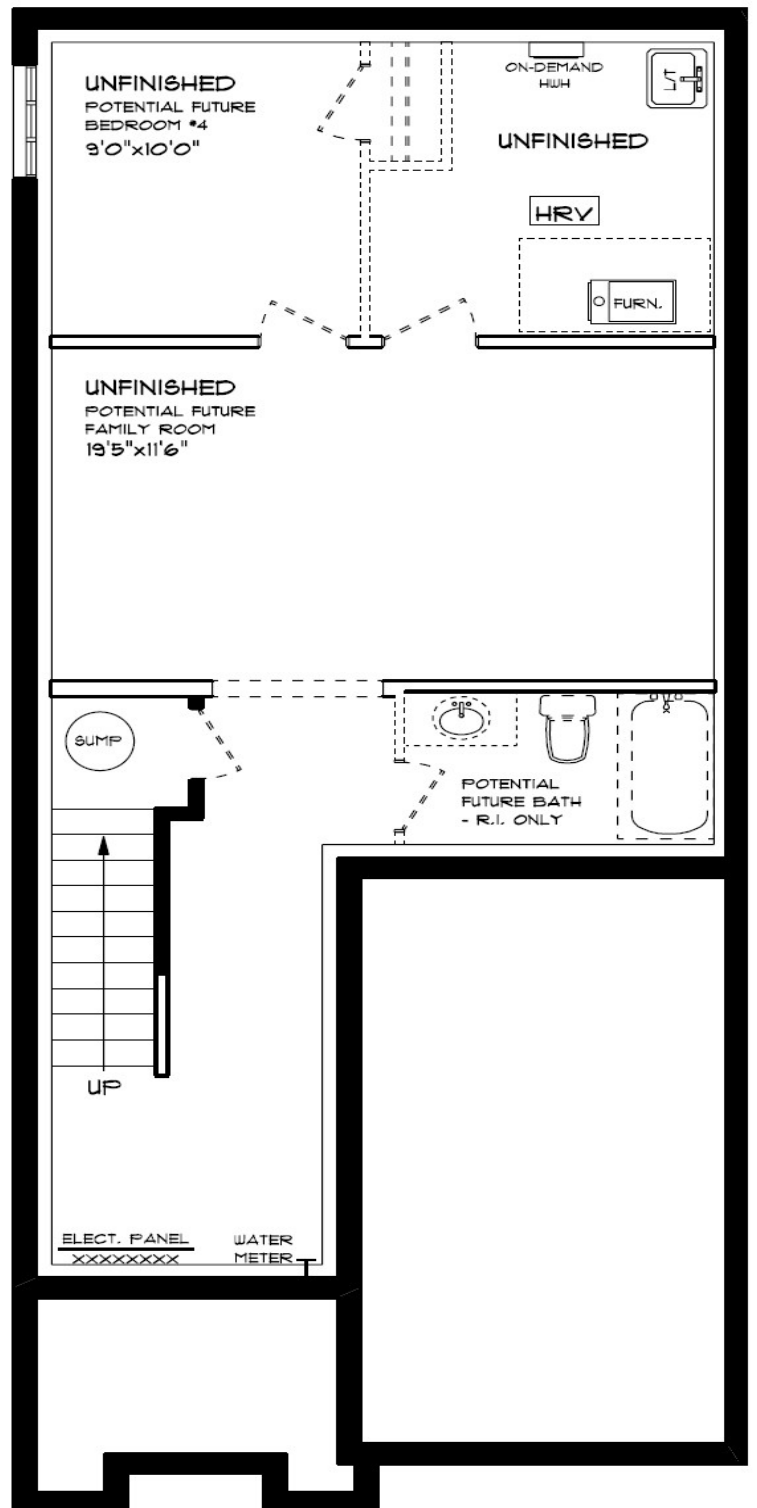 UNFINISHED
POTENTIAL FUTURE
BEDROOM #4
9'0"x10'0"
ON-DEMAND
HWH
L/T
UNFINISHED
HRV
FURN.
UNFINISHED
POTENTIAL FUTURE
FAMILY ROOM
19'5"x11'6"
SUMP
POTENTIAL
FUTURE BATH
- R.I. ONLY
UP
ELECT. PANEL
XXXXXXXX
WATER
METER